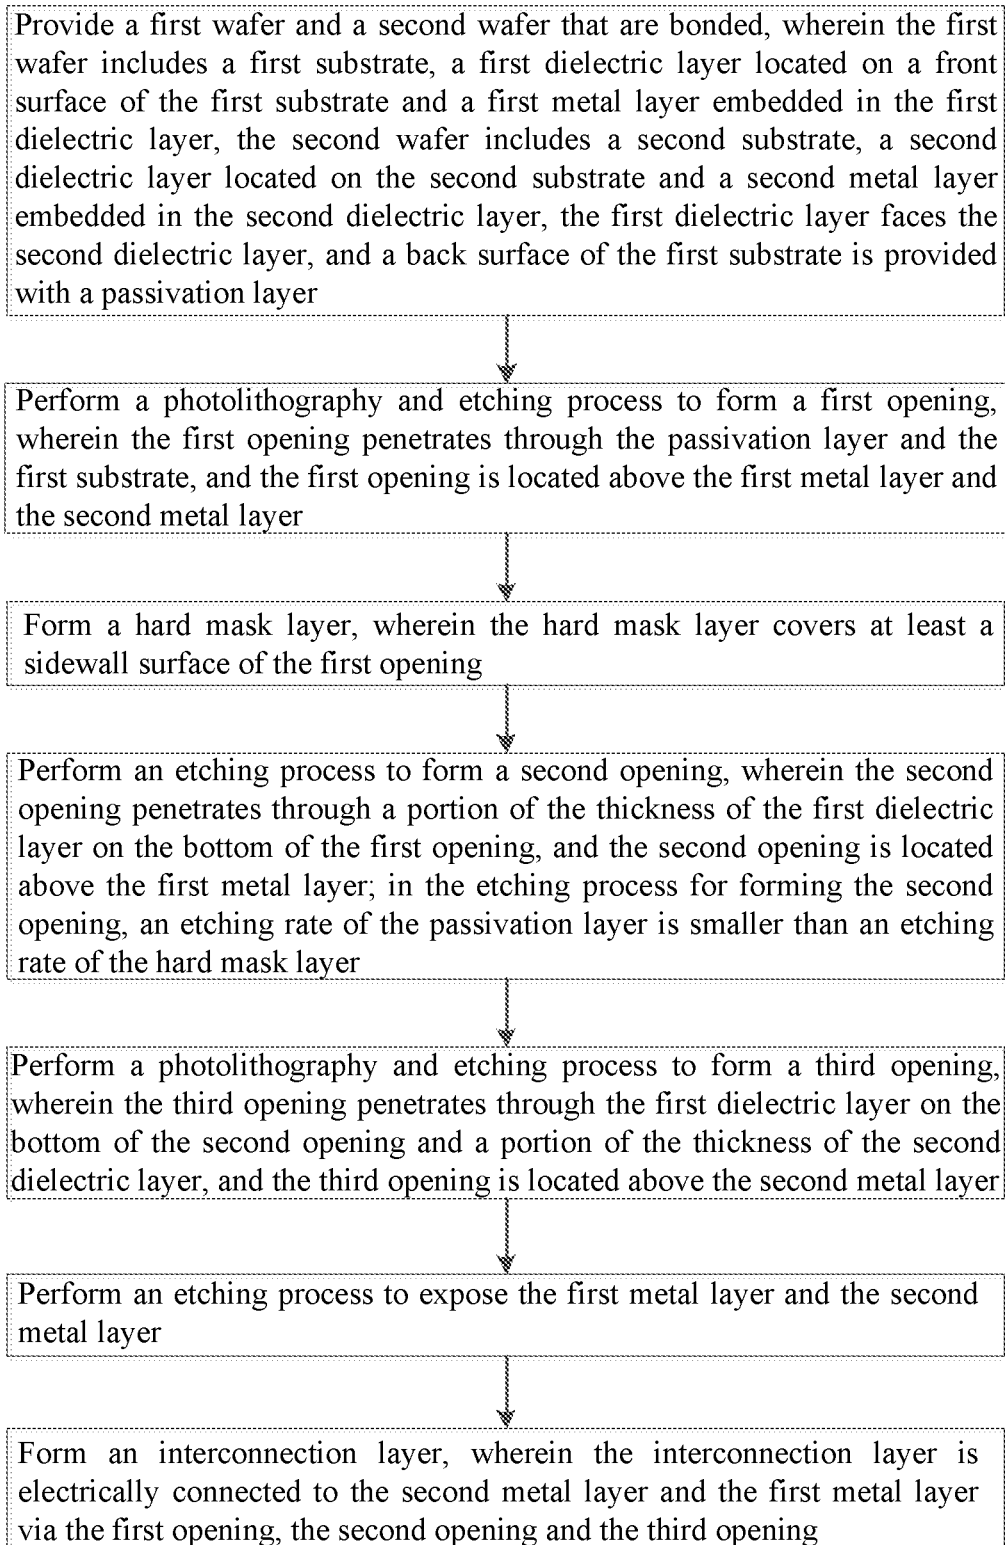 Provide a first wafer and a second wafer that are bonded, wherein the first
wafer includes a first substrate, a first dielectric layer located on a front
surface of the first substrate and a first metal layer embedded in the first
dielectric layer, the second wafer includes a second substrate, a second
dielectric layer located on the second substrate and a second metal layer
embedded in the second dielectric layer, the first dielectric layer faces the
second dielectric layer, and a back surface of the first substrate is provided
with a passivation layer
Perform a photolithography and etching process to form a first opening,
wherein the first opening penetrates through the passivation layer and the
first substrate, and the first opening is located above the first metal layer and
the second metal layer
Form a hard mask layer, wherein the hard mask layer covers at least a
sidewall surface of the first opening
Perform an etching process to form a second opening, wherein the second
opening penetrates through a portion of the thickness of the first dielectric
layer on the bottom of the first opening, and the second opening is located
above the first metal layer; in the etching process for forming the second
opening, an etching rate of the passivation layer is smaller than an etching
rate of the hard mask layer
Perform a photolithography and etching process to form a third opening,
wherein the third opening penetrates through the first dielectric layer on the
bottom of the second opening and a portion of the thickness of the second
dielectric layer, and the third opening is located above the second metal layer
Perform an etching process to expose the first metal layer and the second
metal layer
Form an interconnection layer, wherein the interconnection layer is
electrically connected to the second metal layer and the first metal layer
via the first opening, the second opening and the third opening